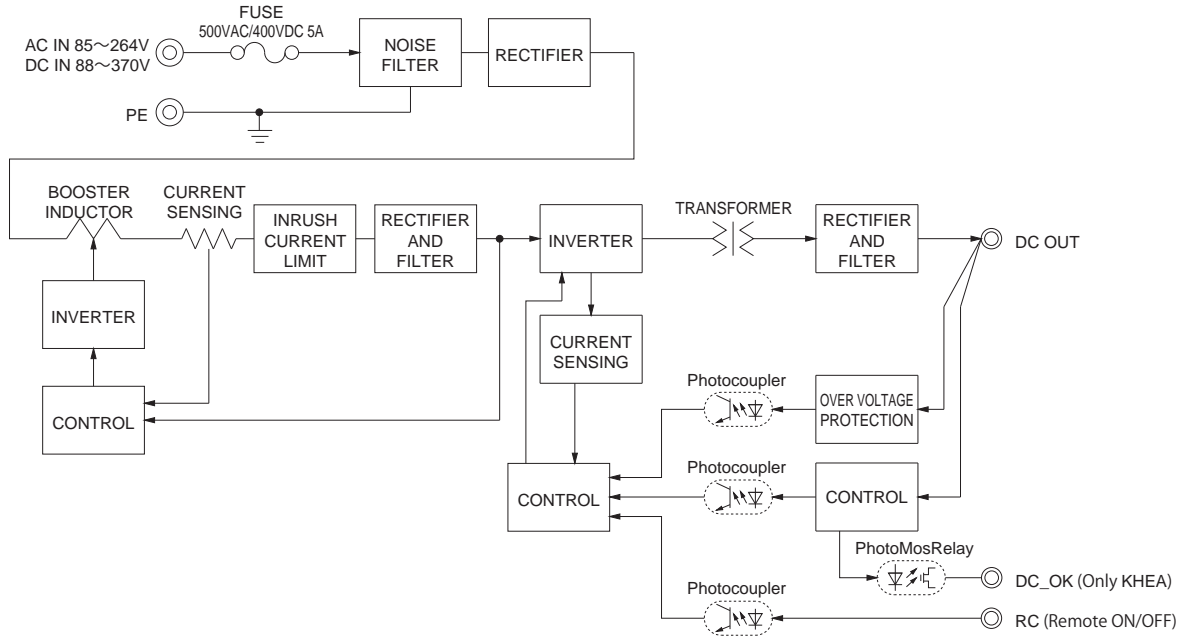 FUSE
500VAC/400VDC 5A
AC IN 85～264V
DC IN 88～370V
NOISE
FILTER
RECTIFIER
PE
BOOSTER
INDUCTOR
CURRENT
SENSING
INRUSH
CURRENT
LIMIT
RECTIFIER
AND
FILTER
INVERTER
TRANSFORMER
RECTIFIER
AND
FILTER
DC OUT
INVERTER
CURRENT
SENSING
CONTROL
Photocoupler
OVER VOLTAGE
PROTECTION
Photocoupler
CONTROL
CONTROL
PhotoMosRelay
DC_OK (Only KHEA)
Photocoupler
RC (Remote ON/OFF)